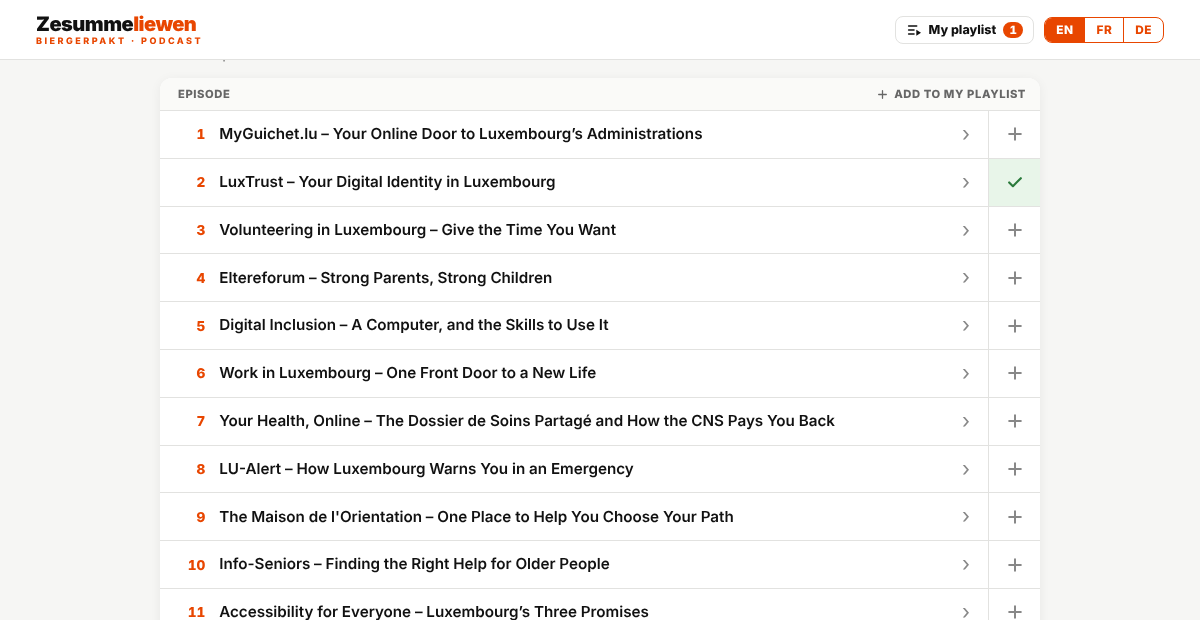 Zesummeliewen
BIERGERPAKT · PODCAST
My playlist 1
EN FR DE
EPISODE
ADD TO MY PLAYLIST
1 MyGuichet.lu – Your Online Door to Luxembourg’s Administrations
2 LuxTrust – Your Digital Identity in Luxembourg
3 Volunteering in Luxembourg – Give the Time You Want
4 Eltereforum – Strong Parents, Strong Children
5 Digital Inclusion – A Computer, and the Skills to Use It
6 Work in Luxembourg – One Front Door to a New Life
7 Your Health, Online – The Dossier de Soins Partagé and How the CNS Pays You Back
8 LU-Alert – How Luxembourg Warns You in an Emergency
9 The Maison de l'Orientation – One Place to Help You Choose Your Path
10 Info-Seniors – Finding the Right Help for Older People
11 Accessibility for Everyone – Luxembourg’s Three Promises